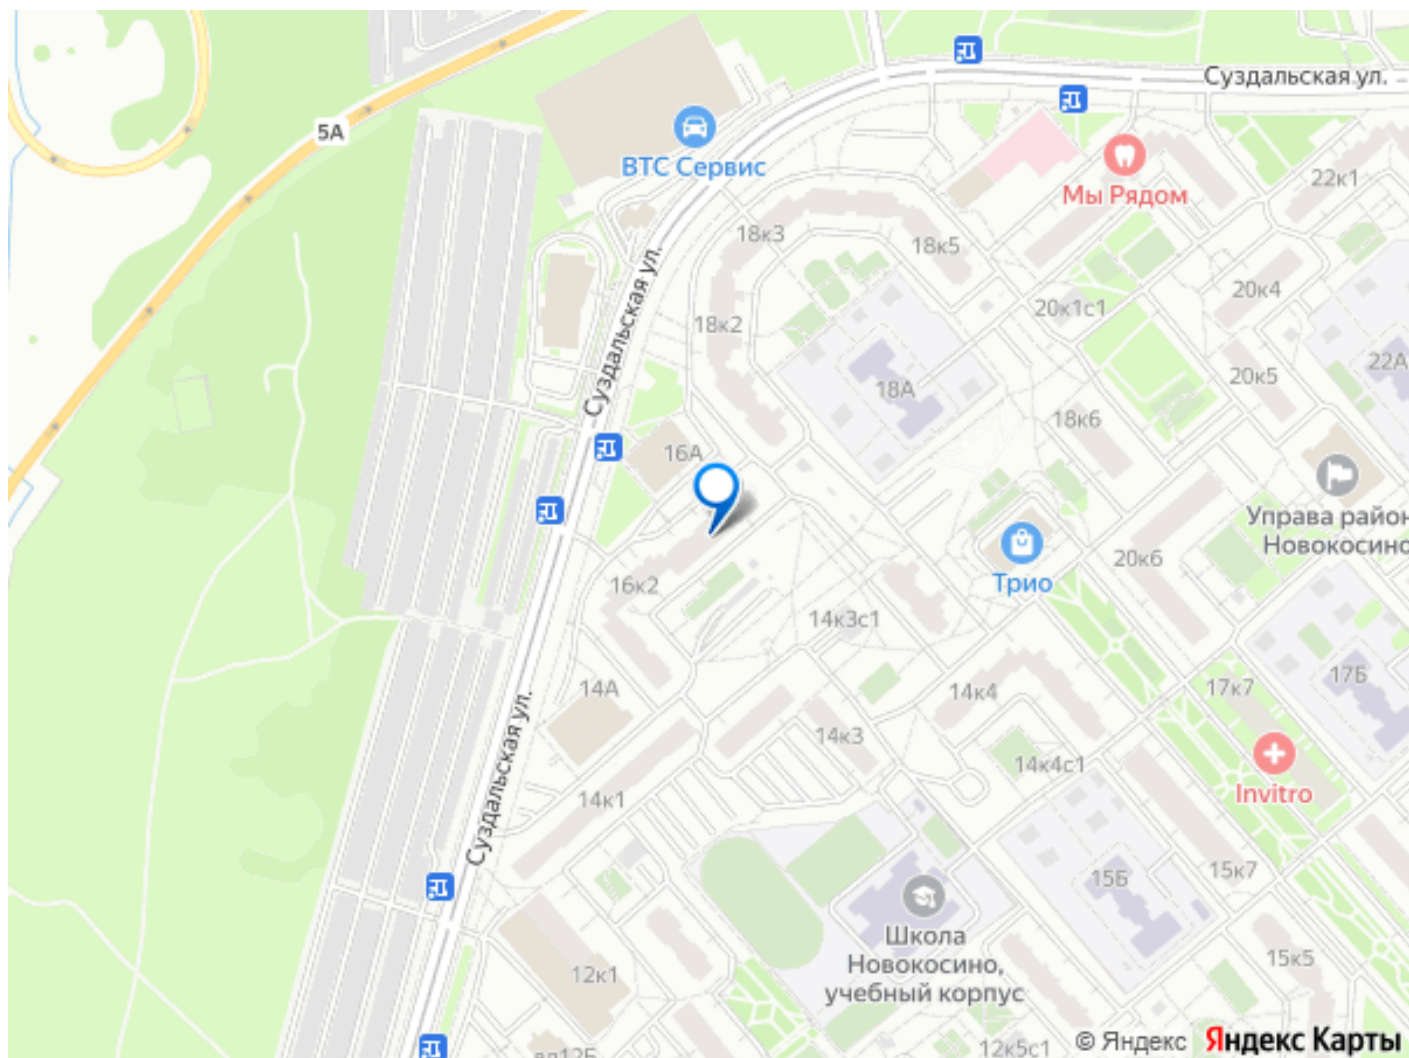 Суздальская ул.
5А
ВТС Сервис
Мы Рядом
22к1
18к3
18к5
Суздальская ул.
20к4
20к1с1
18к2
22А
20к5
18А
18к6
16А
Управа район
Новокосино
20к6
Трио
16к2
14к3с1
17Б
17к7
14А
14к4
14к3
14к4с1
Суздальская ул.
14к1
Invitro
15к7
15Б
Школа
Новокосино,
учебный корпус
15к5
12к1
12к5с1
вл12Б
© Яндекс Яндекс Карты